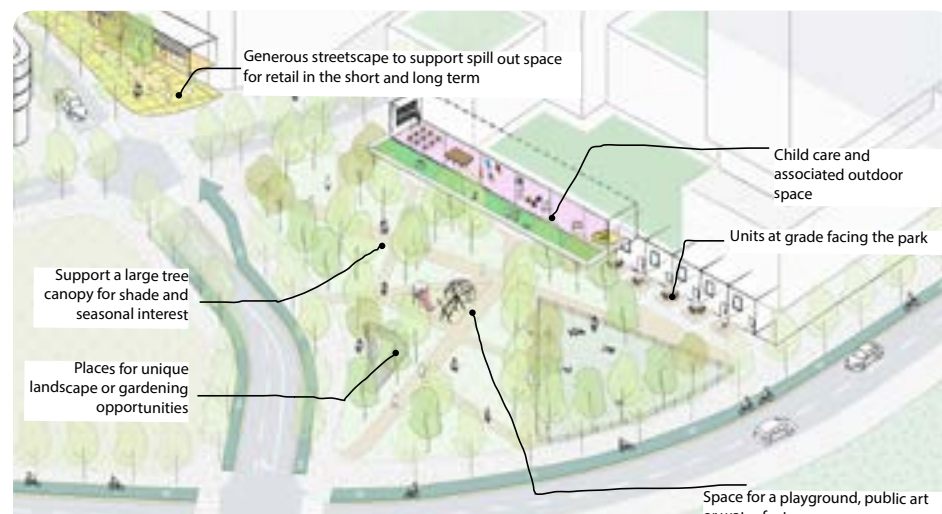 Generous streetscape to support spill out space
for retail in the short and long term
Child care and
associated outdoor
space
Units at grade facing the park
Support a large tree
canopy for shade and
seasonal interest
Places for unique
landscape or gardening
opportunities
Space for a playground, public art